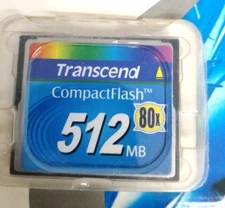 Transcend
CompactFlash™
80x
512 MB